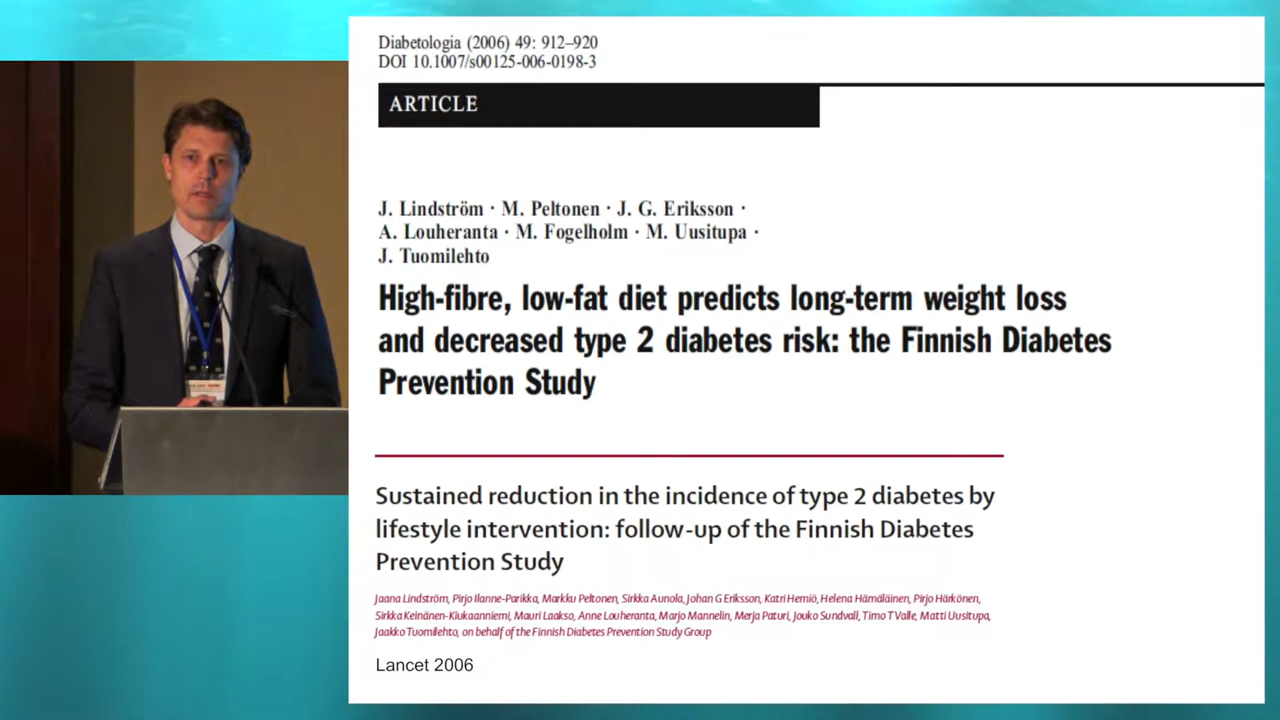 Diabetologia (2006) 49: 912–920
DOI 10.1007/s00125-006-0198-3
ARTICLE
J. Lindström · M. Peltonen · J. G. Eriksson ·
A. Louheranta · M. Fogelholm · M. Uusitupa ·
J. Tuomilehto
High-fibre, low-fat diet predicts long-term weight loss
and decreased type 2 diabetes risk: the Finnish Diabetes
Prevention Study
Sustained reduction in the incidence of type 2 diabetes by
lifestyle intervention: follow-up of the Finnish Diabetes
Prevention Study
Jaana Lindström, Pirjo Ilanne-Parikka, Markku Peltonen, Sirkka Aunola, Johan G Eriksson, Katri Hemiö, Helena Hämäläinen, Pirjo Härkönen,
Sirkka Keinänen-Kiukaanniemi, Mauri Laakso, Anne Louheranta, Marjo Mannelin, Merja Paturi, Jouko Sundvall, Timo T Valle, Matti Uusitupa,
Jaakko Tuomilehto, on behalf of the Finnish Diabetes Prevention Study Group
Lancet 2006